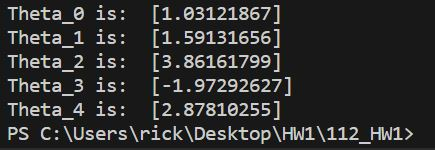 Theta_0 is:  [1.03121867]
Theta_1 is:  [1.59131656]
Theta_2 is:  [3.86161799]
Theta_3 is:  [-1.97292627]
Theta_4 is:  [2.87810255]
PS C:\Users\rick\Desktop\HW1\112_HW1>